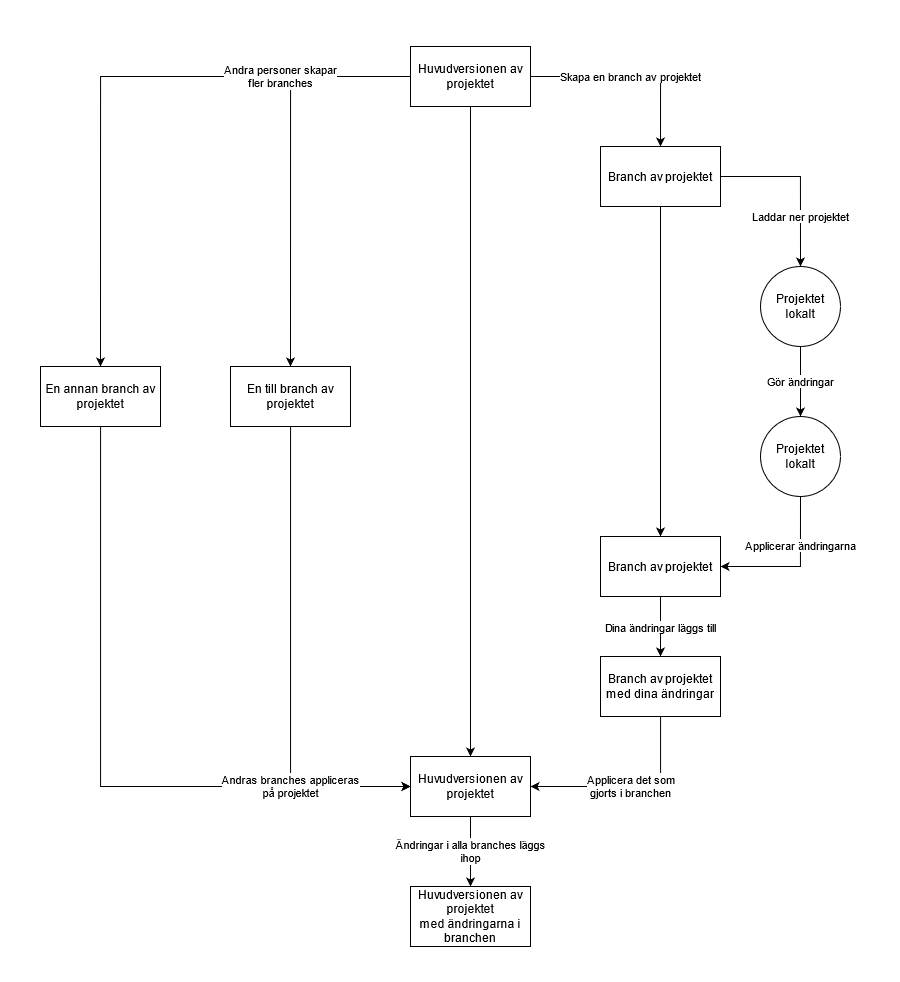 Huvudversionen av
projektet
Andra personer skapar
fler branches
Skapa en branch av projektet
Branch av projektet
Laddar ner projektet
Projektet
lokalt
En annan branch av
projektet
En till branch av
projektet
Gör ändringar
Projektet
lokalt
Applicerar ändringarna
Branch av projektet
Dina ändringar läggs till
Branch av projektet
med dina ändringar
Andras branches appliceras
på projektet
Huvudversionen av
projektet
Applicera det som
gjorts i branchen
Ändringar i alla branches läggs
ihop
Huvudversionen av
projektet
med ändringarna i
branchen